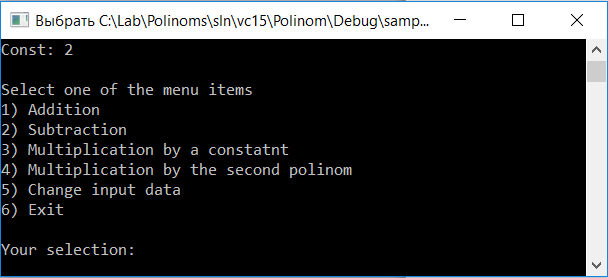 Выбрать C:\Lab\Polinoms\sln\vc15\Polinom\Debug\samp...
Const: 2
Select one of the menu items
1) Addition
2) Subtraction
3) Multiplication by a constatnt
4) Multiplication by the second polinom
5) Change input data
6) Exit
Your selection: